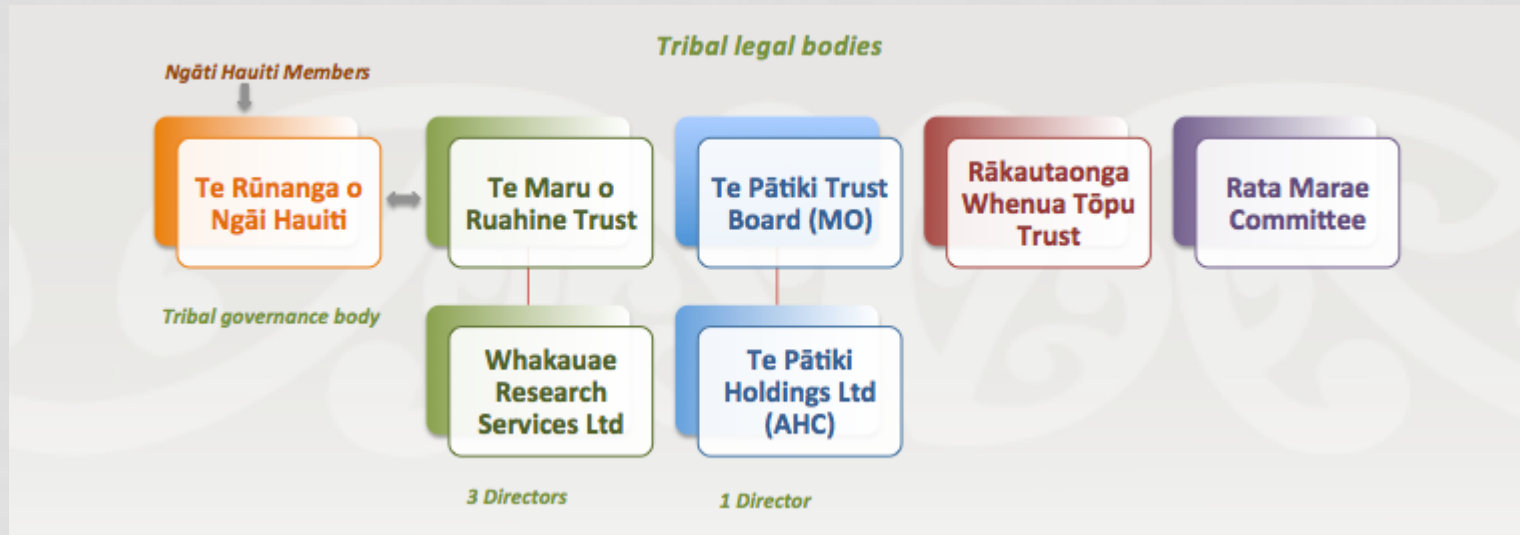 Tribal legal bodies
Ngāti Hauiti Members
Te Rūnanga o
Ngāi Hauiti
Te Maru o
Ruahine Trust
Te Pātiki Trust
Board (MO)
Rākautaonga
Whenua Tōpu
Trust
Rata Marae
Committee
Tribal governance body
Whakauae
Research
Services Ltd
Te Pātiki
Holdings Ltd
(AHC)
3 Directors
1 Director